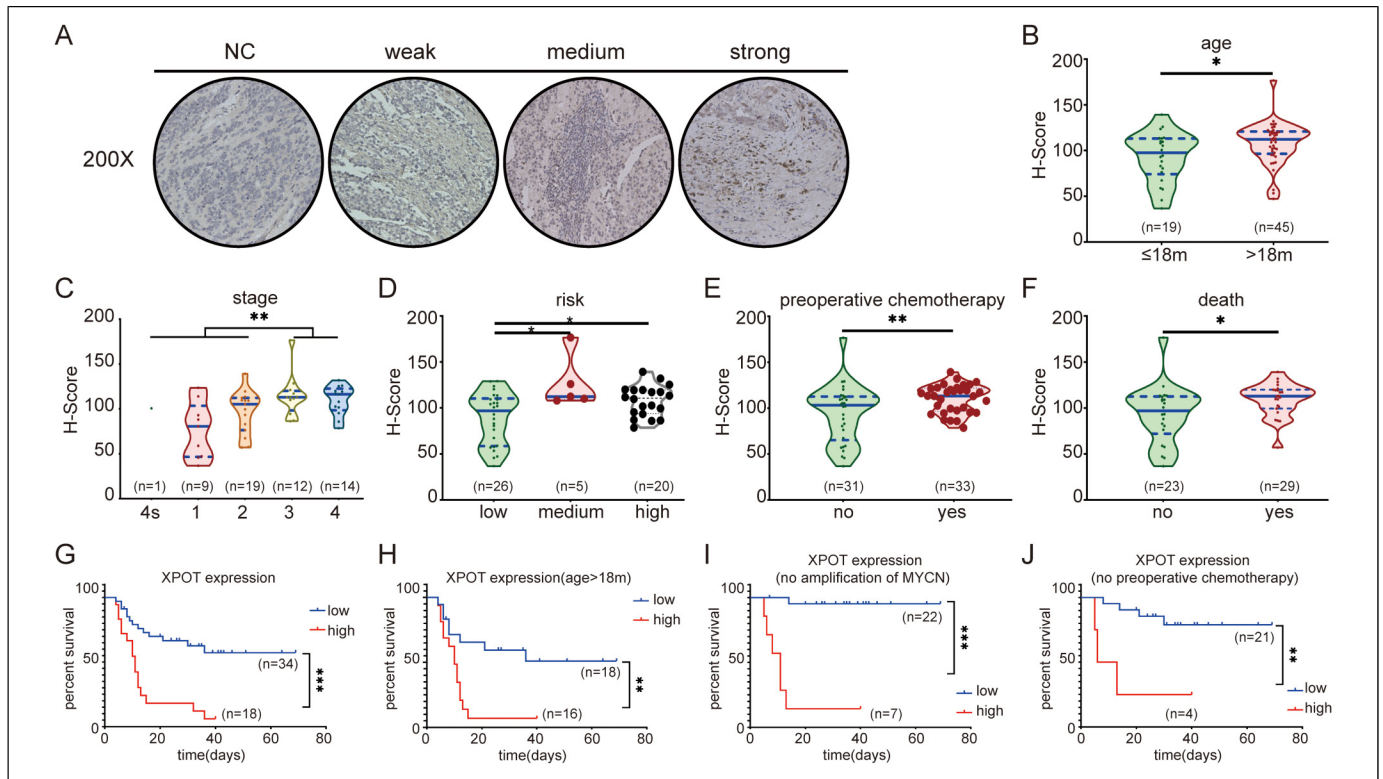 A
NC weak medium strong
200X
B
age
*
H-Score
200
150
100
50
0
(n=19) (n=45)
≤18m >18m
C
stage
**
H-Score
200
150
100
50
0
(n=1) (n=9) (n=19) (n=12) (n=14)
4s 1 2 3 4
D
risk
*
*
H-Score
200
150
100
50
0
(n=26) (n=5) (n=20)
low medium high
E
preoperative chemotherapy
**
H-Score
200
150
100
50
0
(n=31) (n=33)
no yes
F
death
*
H-Score
200
150
100
50
0
(n=23) (n=29)
no yes
G
XPOT expression
percent survival
100
50
0
low
high
(n=34)
***
(n=18)
0 20 40 60 80
time(days)
H
XPOT expression(age>18m)
percent survival
100
50
0
low
high
(n=18)
**
(n=16)
0 20 40 60 80
time(days)
I
XPOT expression
(no amplification of MYCN)
percent survival
100
50
0
(n=22)
***
low
high
(n=7)
0 20 40 60 80
time(days)
J
XPOT expression
(no preoperative chemotherapy)
percent survival
100
50
0
(n=21)
**
low
high
(n=4)
0 20 40 60 80
time(days)